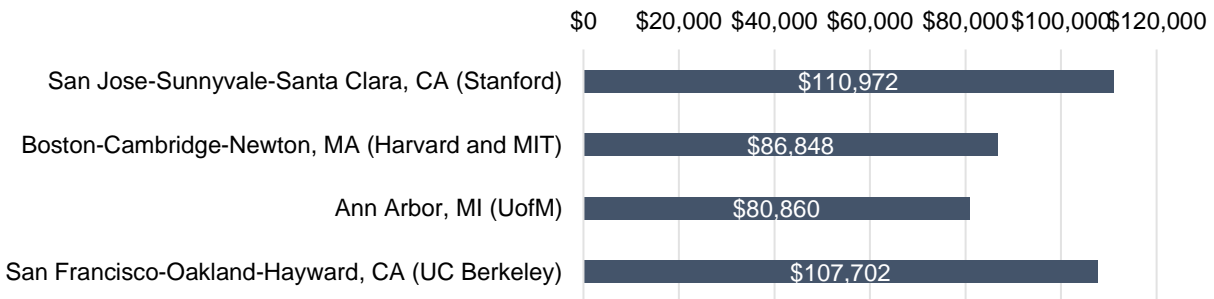 $0 $20,000 $40,000 $60,000 $80,000 $100,000 $120,000
San Jose-Sunnyvale-Santa Clara, CA (Stanford) $110,972
Boston-Cambridge-Newton, MA (Harvard and MIT) $86,848
Ann Arbor, MI (UofM) $80,860
San Francisco-Oakland-Hayward, CA (UC Berkeley) $107,702